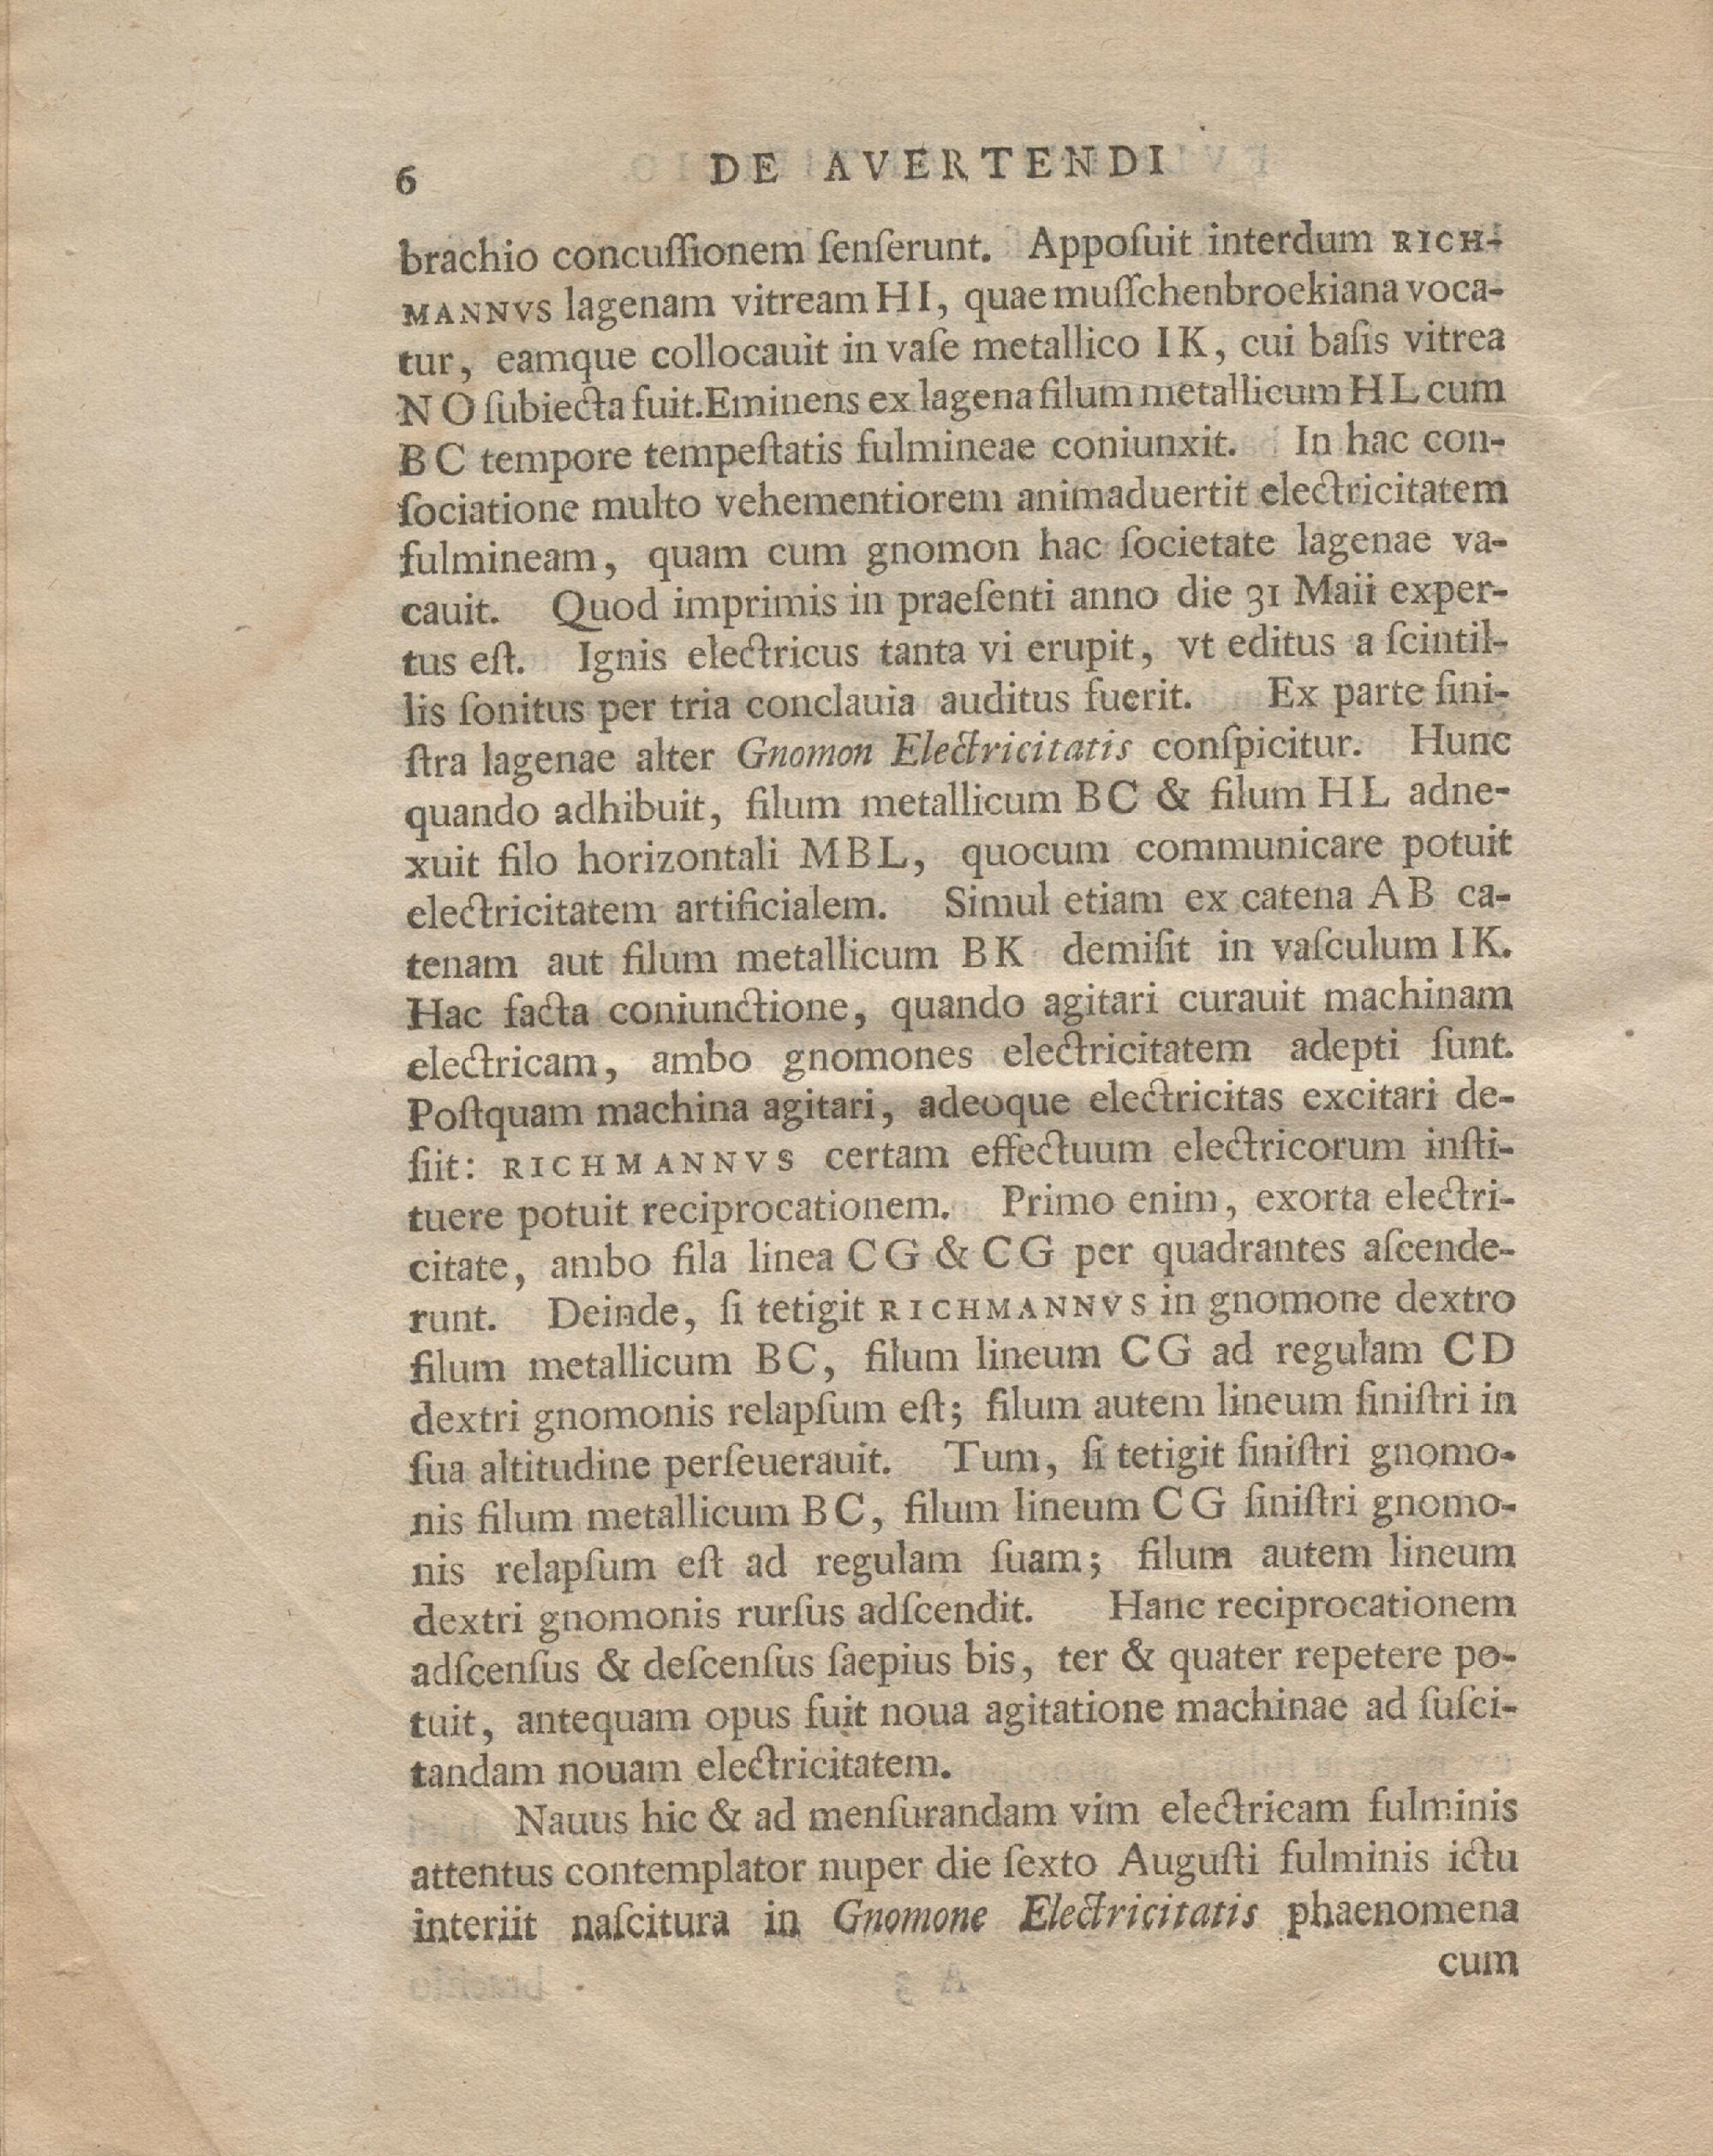 6 DE AVERTENDI
brachio concuſſionem ſenſerunt. Appoſuit interdum RICH-
MANNVS lagenam vitream HI, quae muſſchenbroekiana voca-
tur, eamque collocauit in vaſe metallico IK, cui baſis vitrea
NO ſubiecta fuit. Eminens ex lagena filum metallicum HL cum
BC tempore tempeſtatis fulmineae coniunxit. In hac con-
ſociatione multo vehementiorem animaduertit electricitatem
fulmineam, quam cum gnomon hac ſocietate lagenae va-
cauit. Quod imprimis in praeſenti anno die 31 Maii exper-
tus eſt. Ignis electricus tanta vi erupit, vt editus a ſcintil-
lis ſonitus per tria conclauia auditus fuerit. Ex parte ſini-
ſtra lagenae alter Gnomon Electricitatis conſpicitur. Hunc
quando adhibuit, filum metallicum BC & filum HL adne-
xuit filo horizontali MBL, quocum communicare potuit
electricitatem artificialem. Simul etiam ex catena AB ca-
tenam aut filum metallicum BK demiſit in vaſculum IK.
Hac facta coniunctione, quando agitari curauit machinam
electricam, ambo gnomones electricitatem adepti ſunt.
Poſtquam machina agitari, adeoque electricitas excitari de-
ſiit: RICHMANNVS certam effectuum electricorum inſti-
tuere potuit reciprocationem. Primo enim, exorta electri-
citate, ambo fila linea CG & CG per quadrantes aſcende-
runt. Deinde, ſi tetigit RICHMANNVS in gnomone dextro
filum metallicum BC, filum lineum CG ad regulam CD
dextri gnomonis relapſum eſt; filum autem lineum ſiniſtri in
ſua altitudine perſeuerauit. Tum, ſi tetigit ſiniſtri gnomo-
nis filum metallicum BC, filum lineum CG ſiniſtri gnomo-
nis relapſum eſt ad regulam ſuam; filum autem lineum
dextri gnomonis rurſus adſcendit. Hanc reciprocationem
adſcenſus & deſcenſus ſaepius bis, ter & quater repetere po-
tuit, antequam opus fuit noua agitatione machinae ad ſuſci-
tandam nouam electricitatem.
Nauus hic & ad menſurandam vim electricam fulminis
attentus contemplator nuper die ſexto Auguſti fulminis ictu
interiit naſcitura in Gnomone Electricitatis phaenomena
cum